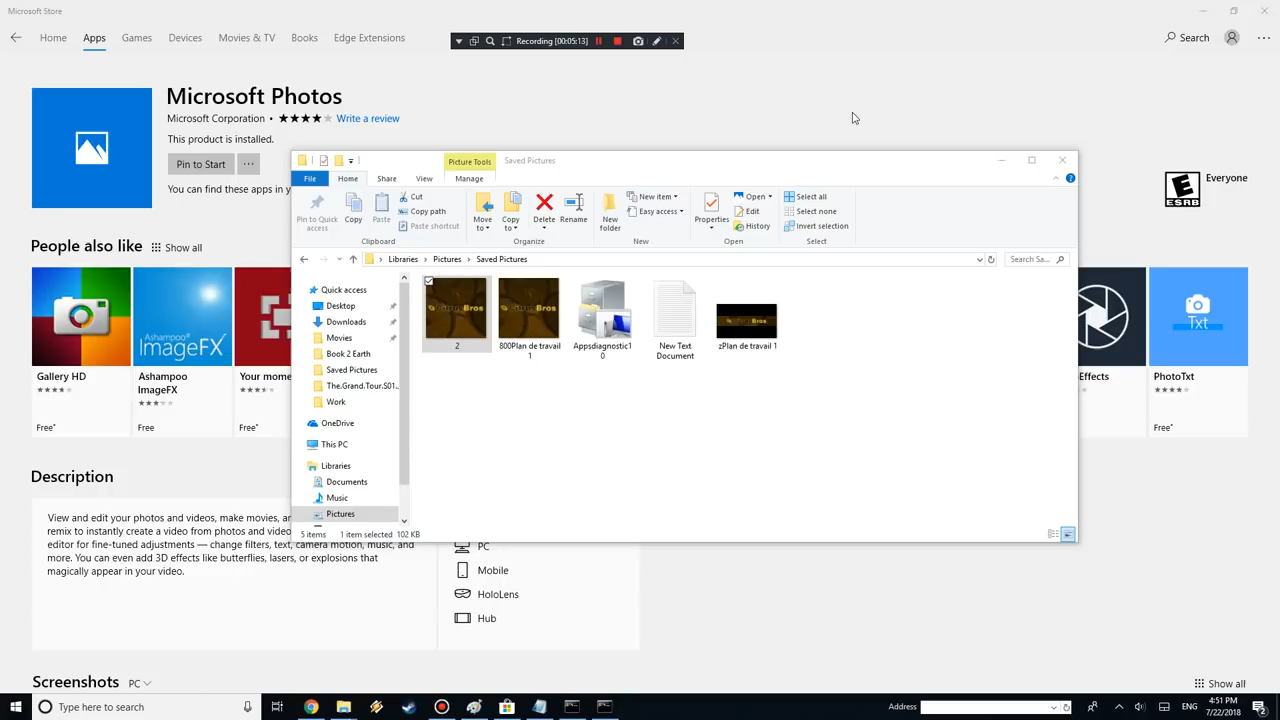 Microsoft Store
Home Apps Games Devices Movies & TV Books Edge Extensions
Recording [00:05:13]
Search
Microsoft Photos
Microsoft Corporation • Write a review
This product is installed.
Pin to Start ...
You can find these apps in y
E
ESRB
Everyone
People also like Show all
Gallery HD
Free*
Ashampoo ImageFX
Ashampoo
ImageFX
Free
Your mome
Free*
Effects
Txt
PhotoTxt
Free*
Picture Tools Saved Pictures
File Home Share View Manage
Pin to Quick
access
Copy
Paste
Cut
Copy path
Paste shortcut
Clipboard
Move
to
Copy
to
Delete
Rename
Organize
New
folder
New item
Easy access
New
Properties
Open
Edit
History
Open
Select all
Select none
Invert selection
Select
Libraries Pictures Saved Pictures
Search Sa...
Quick access
Desktop
Downloads
Movies
Book 2 Earth
Saved Pictures
The.Grand.Tour.S01..
Work
OneDrive
This PC
Libraries
Documents
Music
Pictures
CitrusBros
2
CitrusBros
800Plan de travail
1
Appsdiagnostic1
0
New Text
Document
CitrusBros
zPlan de travail 1
5 items 1 item selected 102 KB
Description
View and edit your photos and videos, make movies, an
remix to instantly create a video from photos and video
editor for fine-tuned adjustments — change filters, text, camera motion, music, and
more. You can even add 3D effects like butterflies, lasers, or explosions that
magically appear in your video.
PC
Mobile
HoloLens
Hub
Screenshots PC
Show all
Type here to search
Address
ENG
4:51 PM
7/22/2018
2